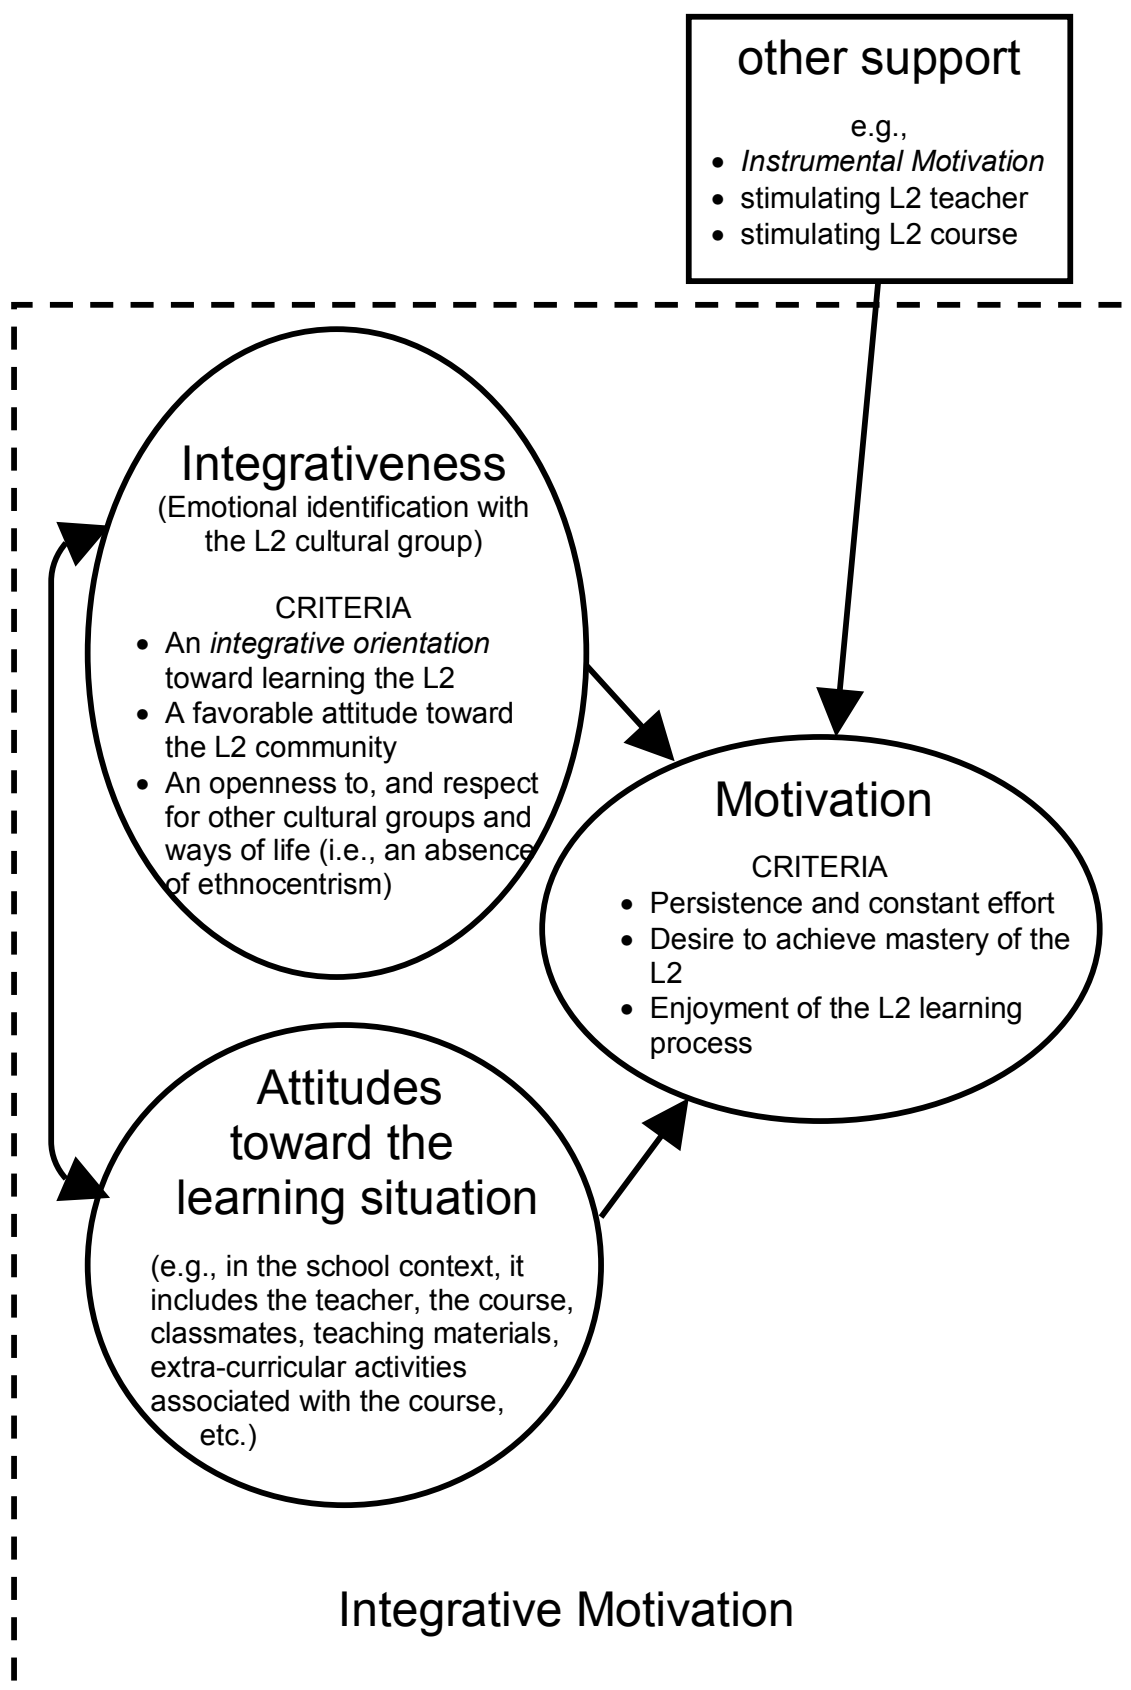 other support
e.g.,
• Instrumental Motivation
• stimulating L2 teacher
• stimulating L2 course
Integrativeness
(Emotional identification with
the L2 cultural group)
CRITERIA
• An integrative orientation
toward learning the L2
• A favorable attitude toward
the L2 community
• An openness to, and respect
for other cultural groups and
ways of life (i.e., an absence
of ethnocentrism)
Motivation
CRITERIA
• Persistence and constant effort
• Desire to achieve mastery of the
L2
• Enjoyment of the L2 learning
process
Attitudes
toward the
learning situation
(e.g., in the school context, it
includes the teacher, the course,
classmates, teaching materials,
extra-curricular activities
associated with the course,
etc.)
Integrative Motivation